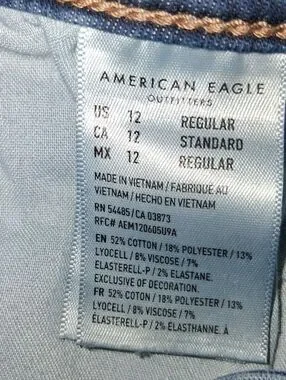 AMERICAN EAGLE
OUTFITTERS
US 12 REGULAR
CA 12 STANDARD
MX 12 REGULAR
MADE IN VIETNAM / FABRIQUE AU
VIETNAM / HECHO EN VIETNAM
RN 54485/CA 03873
RFC# AEM120605U9A
EN 52% COTTON / 18% POLYESTER / 13%
LYOCELL / 8% VISCOSE / 7%
ELASTERELL-P / 2% ELASTANE.
EXCLUSIVE OF DECORATION.
FR 52% COTON / 18% POLYESTER / 13%
LYOCELL / 8% VISCOSE / 7%
ÉLASTERELL-P / 2% ELASTHANNE. À